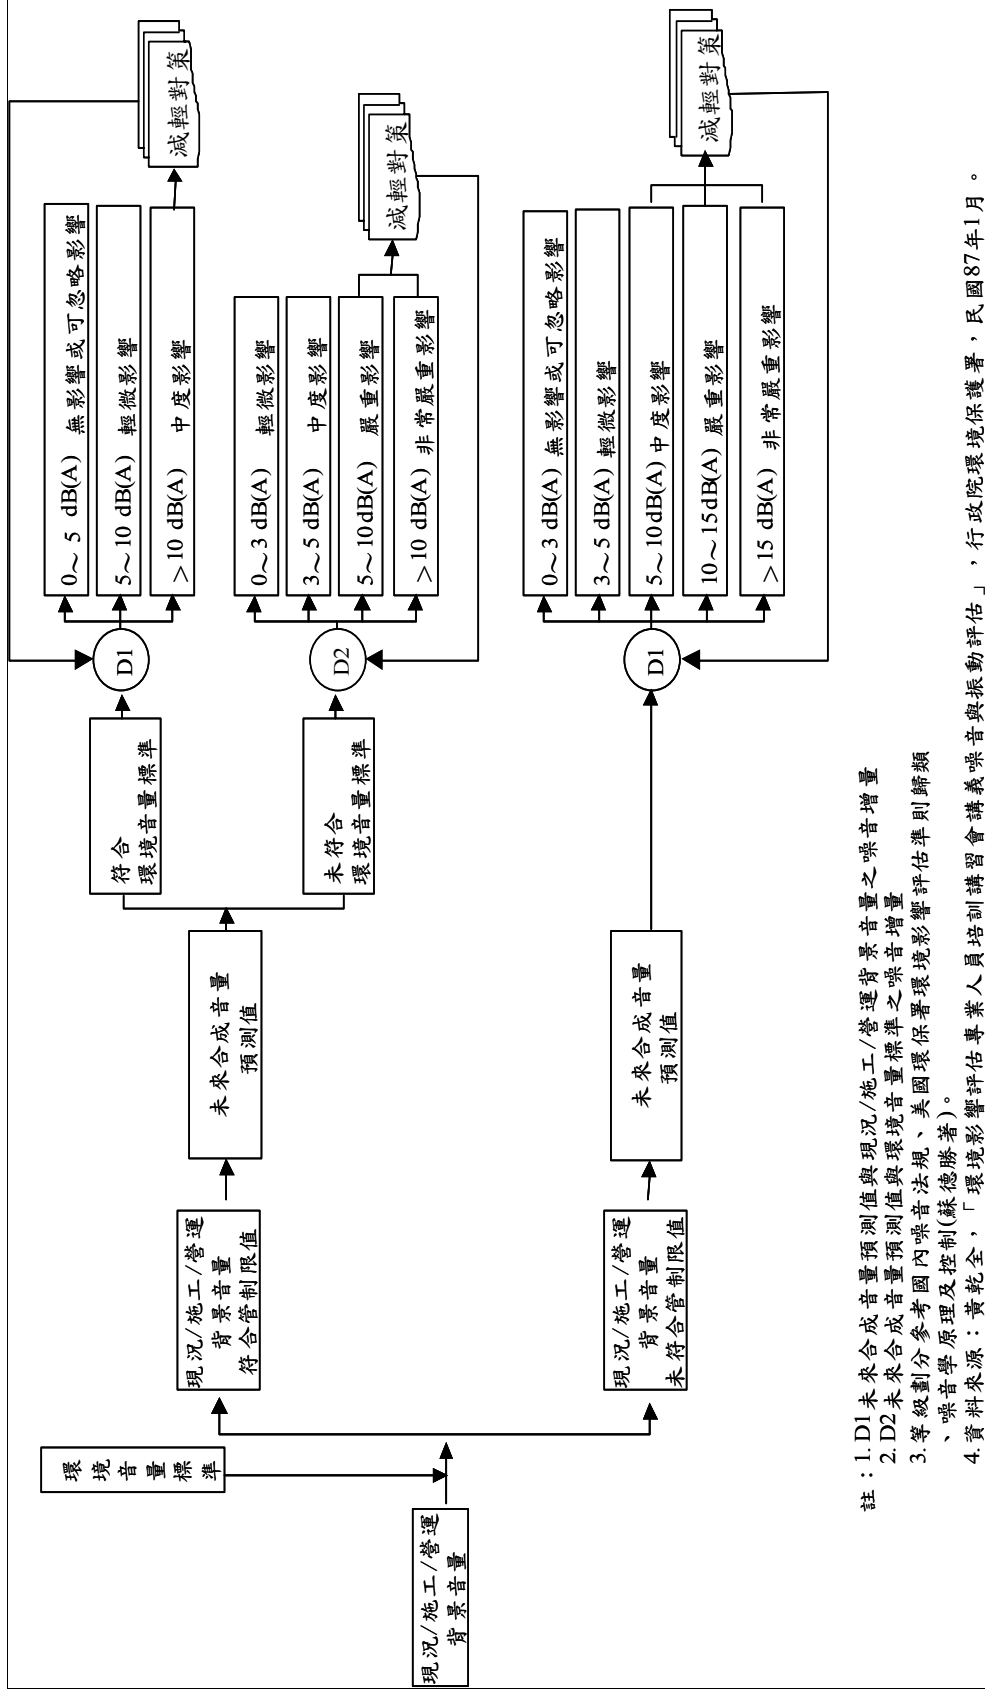 現況/施工/營運
背景音量
環境音量標準
現況/施工/營運
背景音量
符合管制限值
未來合成音量
預測值
符合
環境音量標準
D1
0～5 dB(A) 無影響或可忽略影響
5～10 dB(A) 輕微影響
＞10 dB(A) 中度影響
減輕對策
未符合
環境音量標準
D2
0～3 dB(A) 輕微影響
3～5 dB(A) 中度影響
5～10dB(A) 嚴重影響
＞10 dB(A) 非常嚴重影響
減輕對策
現況/施工/營運
背景音量
未符合管制限值
未來合成音量
預測值
D1
0～3 dB(A) 無影響或可忽略影響
3～5 dB(A) 輕微影響
5～10dB(A) 中度影響
10～15dB(A) 嚴重影響
＞15 dB(A) 非常嚴重影響
減輕對策
註：1. D1未來合成音量預測值與現況/施工/營運背景音量之噪音增量
2. D2未來合成音量預測值與環境音量標準之噪音增量
3. 等級劃分參考國內噪音法規、美國環保署環境影響評估準則歸類
、噪音學原理及控制(蘇德勝著)。
4. 資料來源：黃乾全，「環境影響評估專業人員培訓講習會講義噪音與振動評估」，行政院環境保護署，民國87年1月。